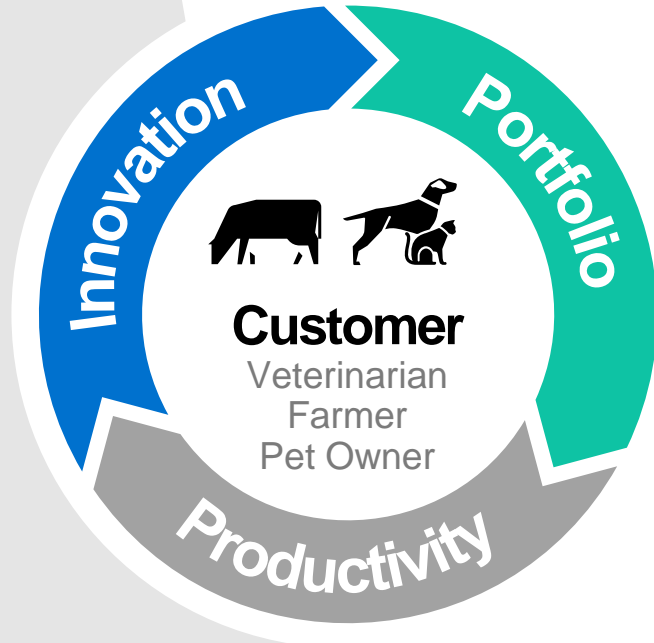 Innovation
Portfolio
Customer
Veterinarian
Farmer
Pet Owner
Productivity